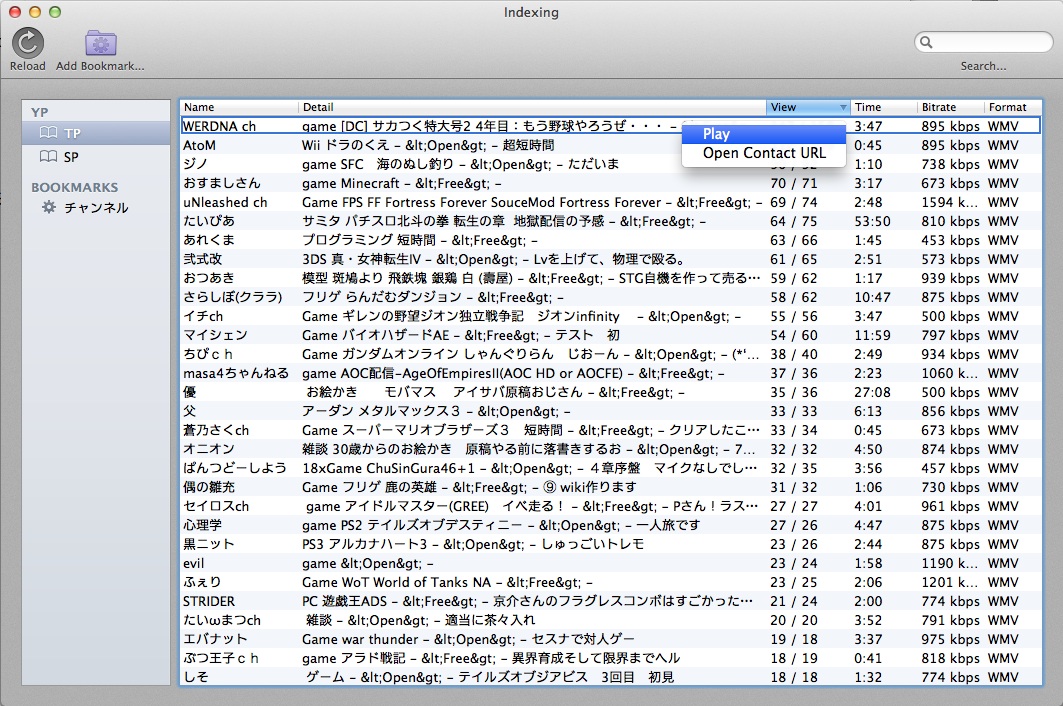 Indexing
Reload Add Bookmark... Search...
YP
TP
SP
BOOKMARKS
チャンネル
Name Detail View Time Bitrate Format
WERDNA ch game [DC] サカつく特大号2 4年目：もう野球やろうぜ・・・ – 3:47 895 kbps WMV
Play
Open Contact URL
AtoM Wii ドラのくえ – &lt;Open&gt; – 超短時間 0:45 895 kbps WMV
ジノ game SFC　海のぬし釣り – &lt;Open&gt; – ただいま 1:10 738 kbps WMV
おすましさん game Minecraft – &lt;Free&gt; – 70 / 71 3:17 673 kbps WMV
uNleashed ch Game FPS FF Fortress Forever SouceMod Fortress Forever – &lt;Free&gt; – 69 / 74 2:48 1594 k... WMV
たいぴあ サミタ パチスロ北斗の拳 転生の章 地獄配信の予感 – &lt;Free&gt; – 64 / 75 53:50 810 kbps WMV
あれくま プログラミング 短時間 – &lt;Free&gt; – 63 / 66 1:45 453 kbps WMV
弐式改 3DS 真・女神転生Ⅳ – &lt;Open&gt; – Lvを上げて、物理で殴る。 61 / 65 2:51 573 kbps WMV
おつあき 模型 斑鳩より 飛鉄塊 銀鶏 白 (壽屋) – &lt;Free&gt; – STG自機を作って売る… 59 / 62 1:17 939 kbps WMV
さらしぼ(クララ) フリゲ らんだむダンジョン – &lt;Free&gt; – 58 / 62 10:47 875 kbps WMV
イチch Game ギレンの野望ジオン独立戦争記　ジオンinfinity　– &lt;Open&gt; – 55 / 56 3:47 500 kbps WMV
マイシェン Game バイオハザードAE – &lt;Free&gt; – テスト　初 54 / 60 11:59 797 kbps WMV
ちびｃｈ Game ガンダムオンライン しゃんぐりらん　じおーん – &lt;Open&gt; – (*'... 38 / 40 2:49 934 kbps WMV
masa4ちゃんねる game AOC配信-AgeOfEmpiresII(AOC HD or AOCFE) – &lt;Free&gt; – 37 / 36 2:23 1060 k... WMV
優 お絵かき　　モバマス　アイサバ原稿おじさん – &lt;Free&gt; – 35 / 36 27:08 500 kbps WMV
父 アーダン メタルマックス３ – &lt;Open&gt; – 33 / 33 6:13 856 kbps WMV
蒼乃さくch Game スーパーマリオブラザーズ３　短時間 – &lt;Free&gt; – クリアしたこ… 33 / 34 0:45 673 kbps WMV
オニオン 雑談 30歳からのお絵かき　原稿やる前に落書きするお – &lt;Open&gt; – 7... 32 / 32 4:50 874 kbps WMV
ぱんつどーしよう 18xGame ChuSinGura46+1 – &lt;Open&gt; – ４章序盤　マイクなしでし… 32 / 35 3:56 457 kbps WMV
偶の雛充 Game フリゲ 鹿の英雄 – &lt;Free&gt; – ⑨ wiki作ります 31 / 32 1:06 730 kbps WMV
セイロスch game アイドルマスター(GREE)　イベ走る！ – &lt;Free&gt; – Pさん！ラス… 27 / 27 4:01 961 kbps WMV
心理学 game PS2 テイルズオブデスティニー – &lt;Open&gt; – 一人旅です 27 / 26 4:47 875 kbps WMV
黒ニット PS3 アルカナハート3 – &lt;Open&gt; – しゅっごいトレモ 23 / 26 2:44 875 kbps WMV
evil game &lt;Open&gt; – 23 / 24 1:58 1190 k... WMV
ふぇり Game WoT World of Tanks NA – &lt;Free&gt; – 23 / 25 2:06 1201 k... WMV
STRIDER PC 遊戯王ADS – &lt;Free&gt; – 京介さんのフラグレスコンボはすごかった… 21 / 24 2:00 774 kbps WMV
たいωまつch 雑談 – &lt;Open&gt; – 適当に茶々入れ 20 / 20 3:52 791 kbps WMV
エバナット Game war thunder – &lt;Open&gt; – セスナで対人ゲー 19 / 18 3:37 975 kbps WMV
ぶつ王子ｃｈ game アラド戦記 – &lt;Free&gt; – 異界育成そして限界までヘル 18 / 19 0:41 818 kbps WMV
しそ ゲーム – &lt;Open&gt; – テイルズオブジアビス　3回目　初見 18 / 18 1:32 774 kbps WMV